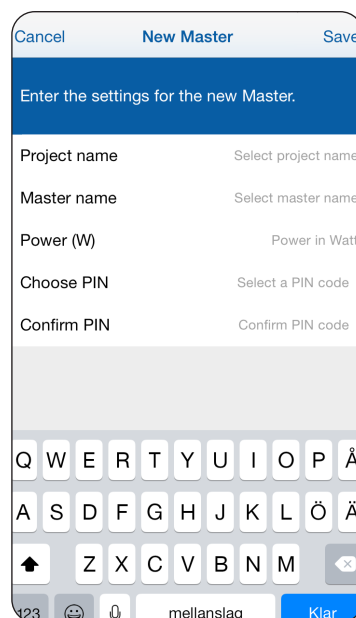 Cancel New Master Save
Enter the settings for the new Master.
Project name Select project name
Master name Select master name
Power (W) Power in Watt
Choose PIN Select a PIN code
Confirm PIN Confirm PIN code
Q W E R T Y U I O P Å
A S D F G H J K L Ö Ä
Z X C V B N M
123 mellanslag Klar